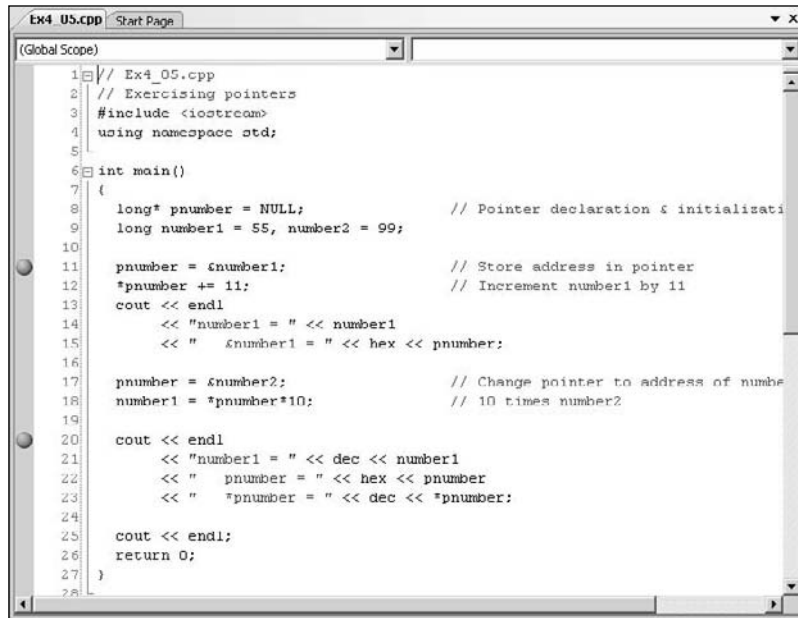 Ex4_05.cpp Start Page
(Global Scope)
1 // Ex4_05.cpp
2 // Exercising pointers
3 #include <iostream>
4 using namespace std;
5
6 int main()
7 {
8 long* pnumber = NULL; // Pointer declaration & initializati
9 long number1 = 55, number2 = 99;
10
11 pnumber = &number1; // Store address in pointer
12 *pnumber += 11; // Increment number1 by 11
13 cout << endl
14 << "number1 = " << number1
15 << "   &number1 = " << hex << pnumber;
16
17 pnumber = &number2; // Change pointer to address of numbe
18 number1 = *pnumber*10; // 10 times number2
19
20 cout << endl
21 << "number1 = " << dec << number1
22 << "   pnumber = " << hex << pnumber
23 << "   *pnumber = " << dec << *pnumber;
24
25 cout << endl;
26 return 0;
27 }
28